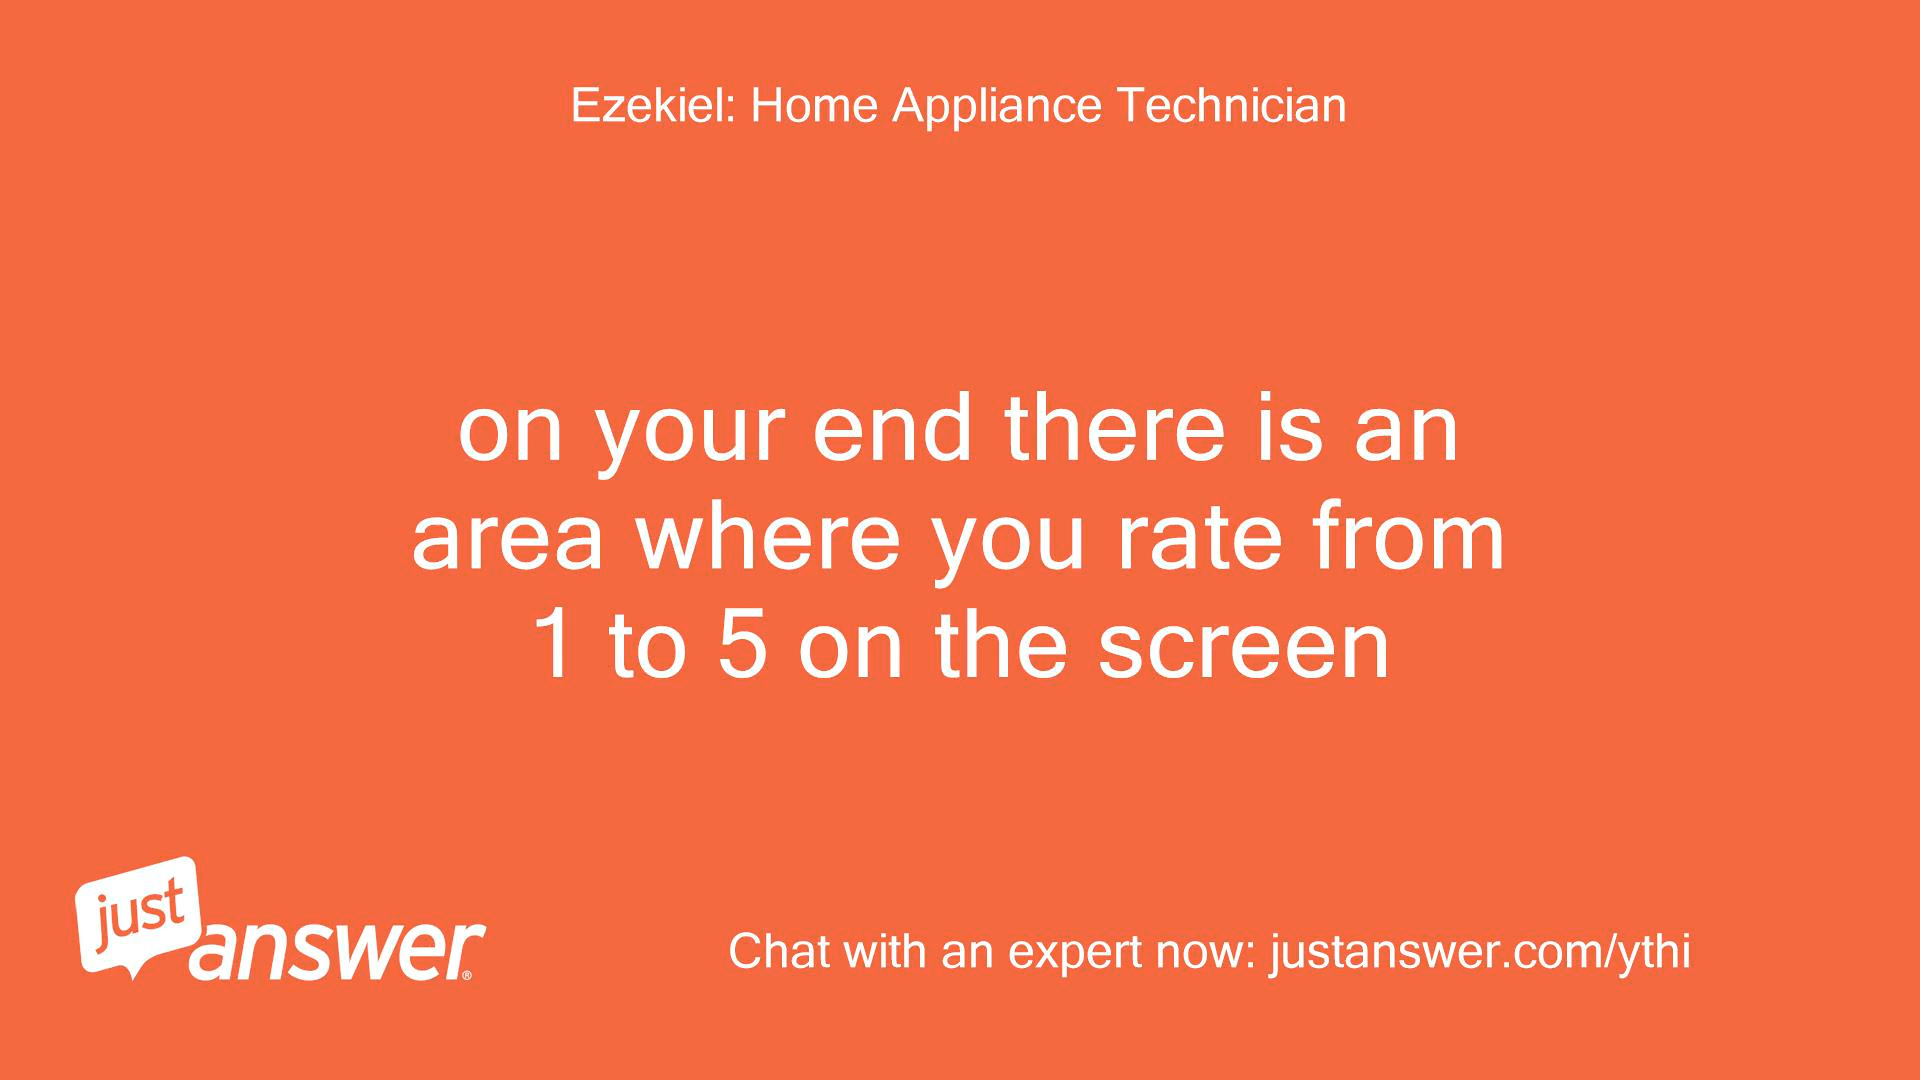 Ezekiel: Home Appliance Technician
on your end there is an
area where you rate from
1 to 5 on the screen
just
answer®
Chat with an expert now: justanswer.com/ythi